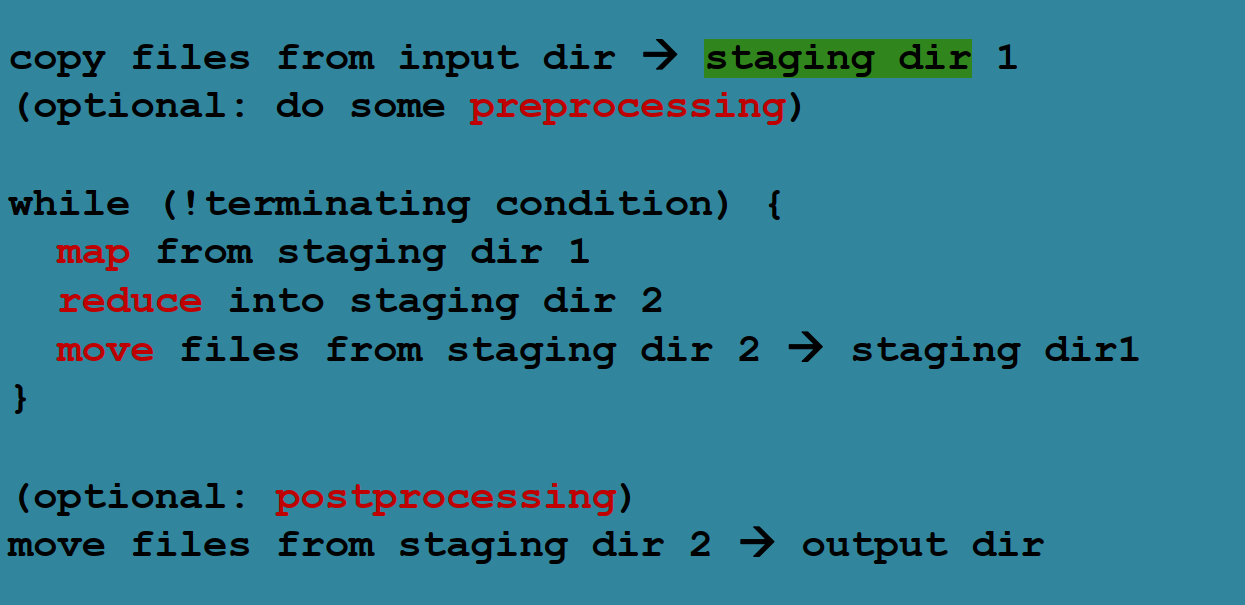 copy files from input dir → staging dir 1
(optional: do some preprocessing)
while (!terminating condition) {
map from staging dir 1
reduce into staging dir 2
move files from staging dir 2 → staging dir1
}
(optional: postprocessing)
move files from staging dir 2 → output dir